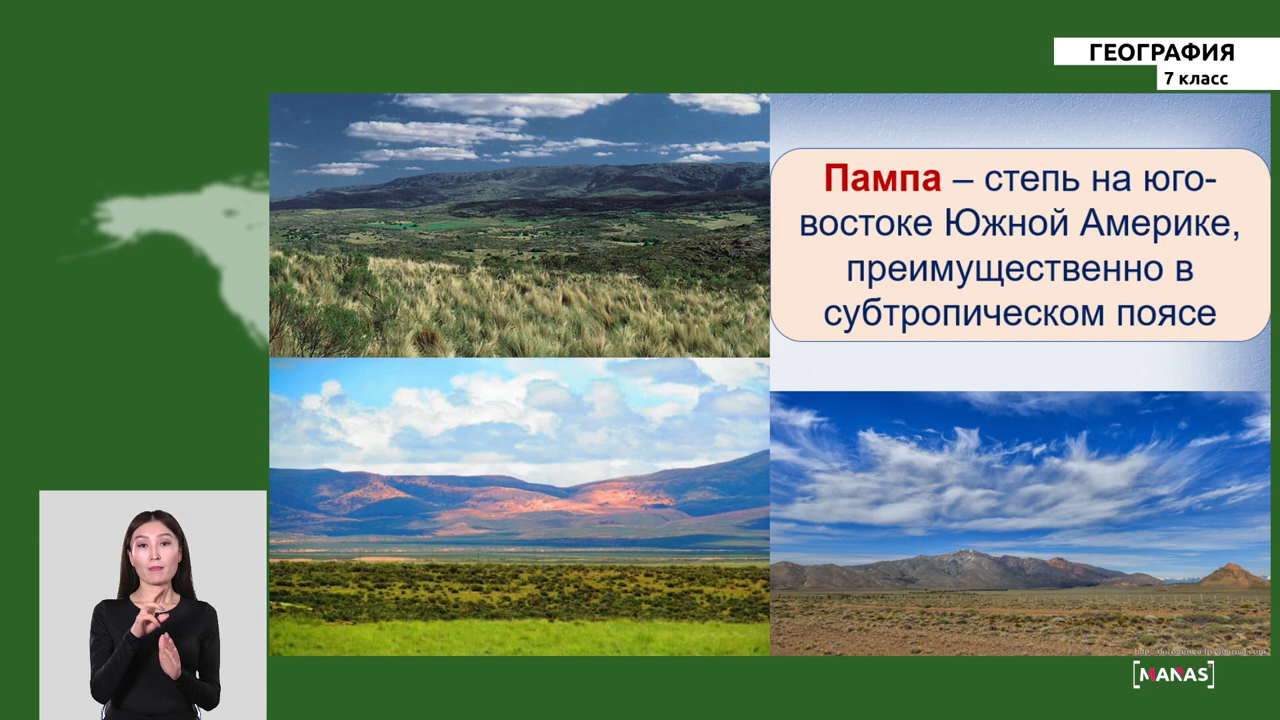 ГЕОГРАФИЯ
7 класс
Пампа – степь на юго-
востоке Южной Америке,
преимущественно в
субтропическом поясе
[MANAS]